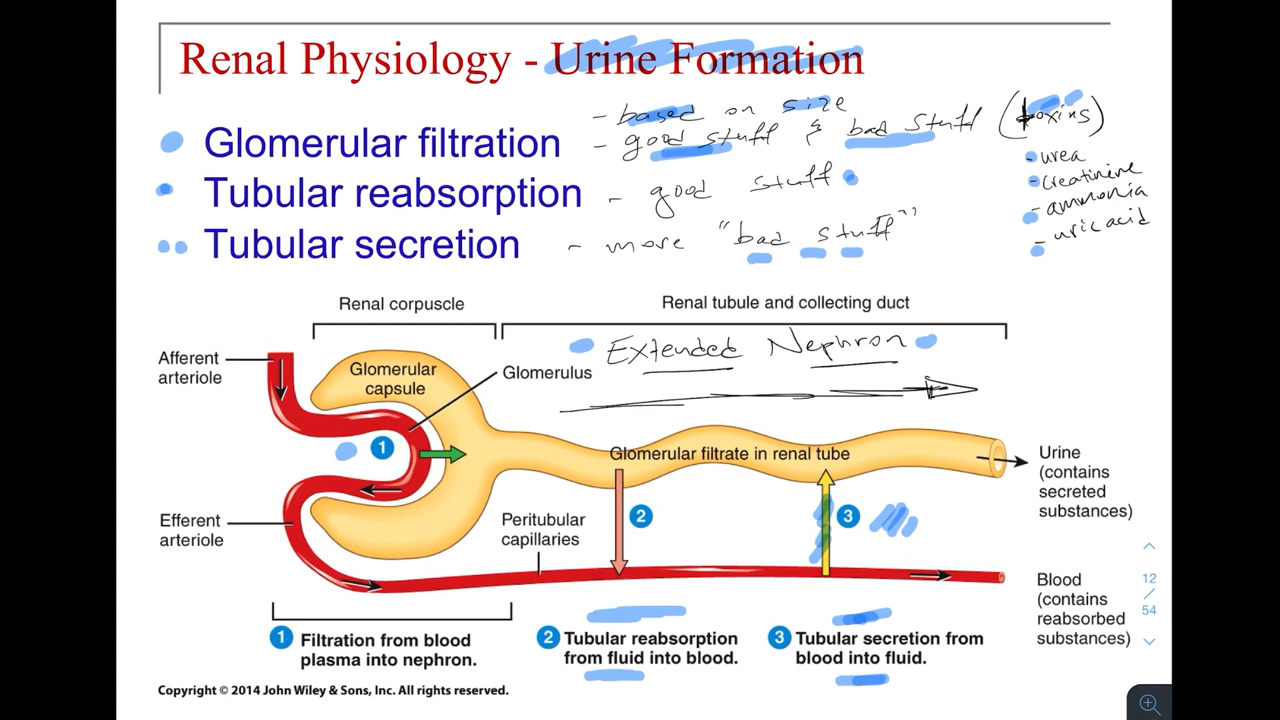 Renal Physiology - Urine Formation
- based on size
Glomerular filtration - good stuff & bad stuff (toxins)
- urea
- creatinine
- ammonia
- uric acid
Tubular reabsorption - good stuff
Tubular secretion - more "bad stuff"
Renal corpuscle
Renal tubule and collecting duct
Extended Nephron
Afferent
arteriole
Glomerular
capsule
Glomerulus
1
Glomerular filtrate in renal tube
Urine
(contains
secreted
substances)
Efferent
arteriole
Peritubular
capillaries
2
3
Blood
(contains
reabsorbed
substances)
12
/
54
1 Filtration from blood
plasma into nephron.
2 Tubular reabsorption
from fluid into blood.
3 Tubular secretion from
blood into fluid.
Copyright © 2014 John Wiley & Sons, Inc. All rights reserved.